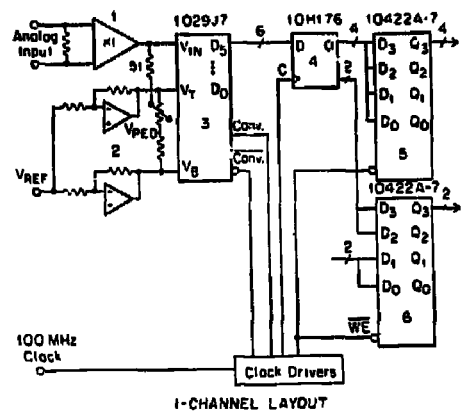 1
1029J7
10H176
10422A-7
Analog
Input
X1
VIN
D5
6
D
Q
4
D3
Q3
4
91
2
D2
Q2
C
4
D1
Q1
VT
D0
D0
Q0
VPED
3
5
Conv.
2
Conv.
10422A-7
VREF
VB
D3
Q3
2
D2
Q2
2
D1
Q1
D0
Q0
6
WE
100 MHz
Clock
Clock Drivers
1-CHANNEL LAYOUT